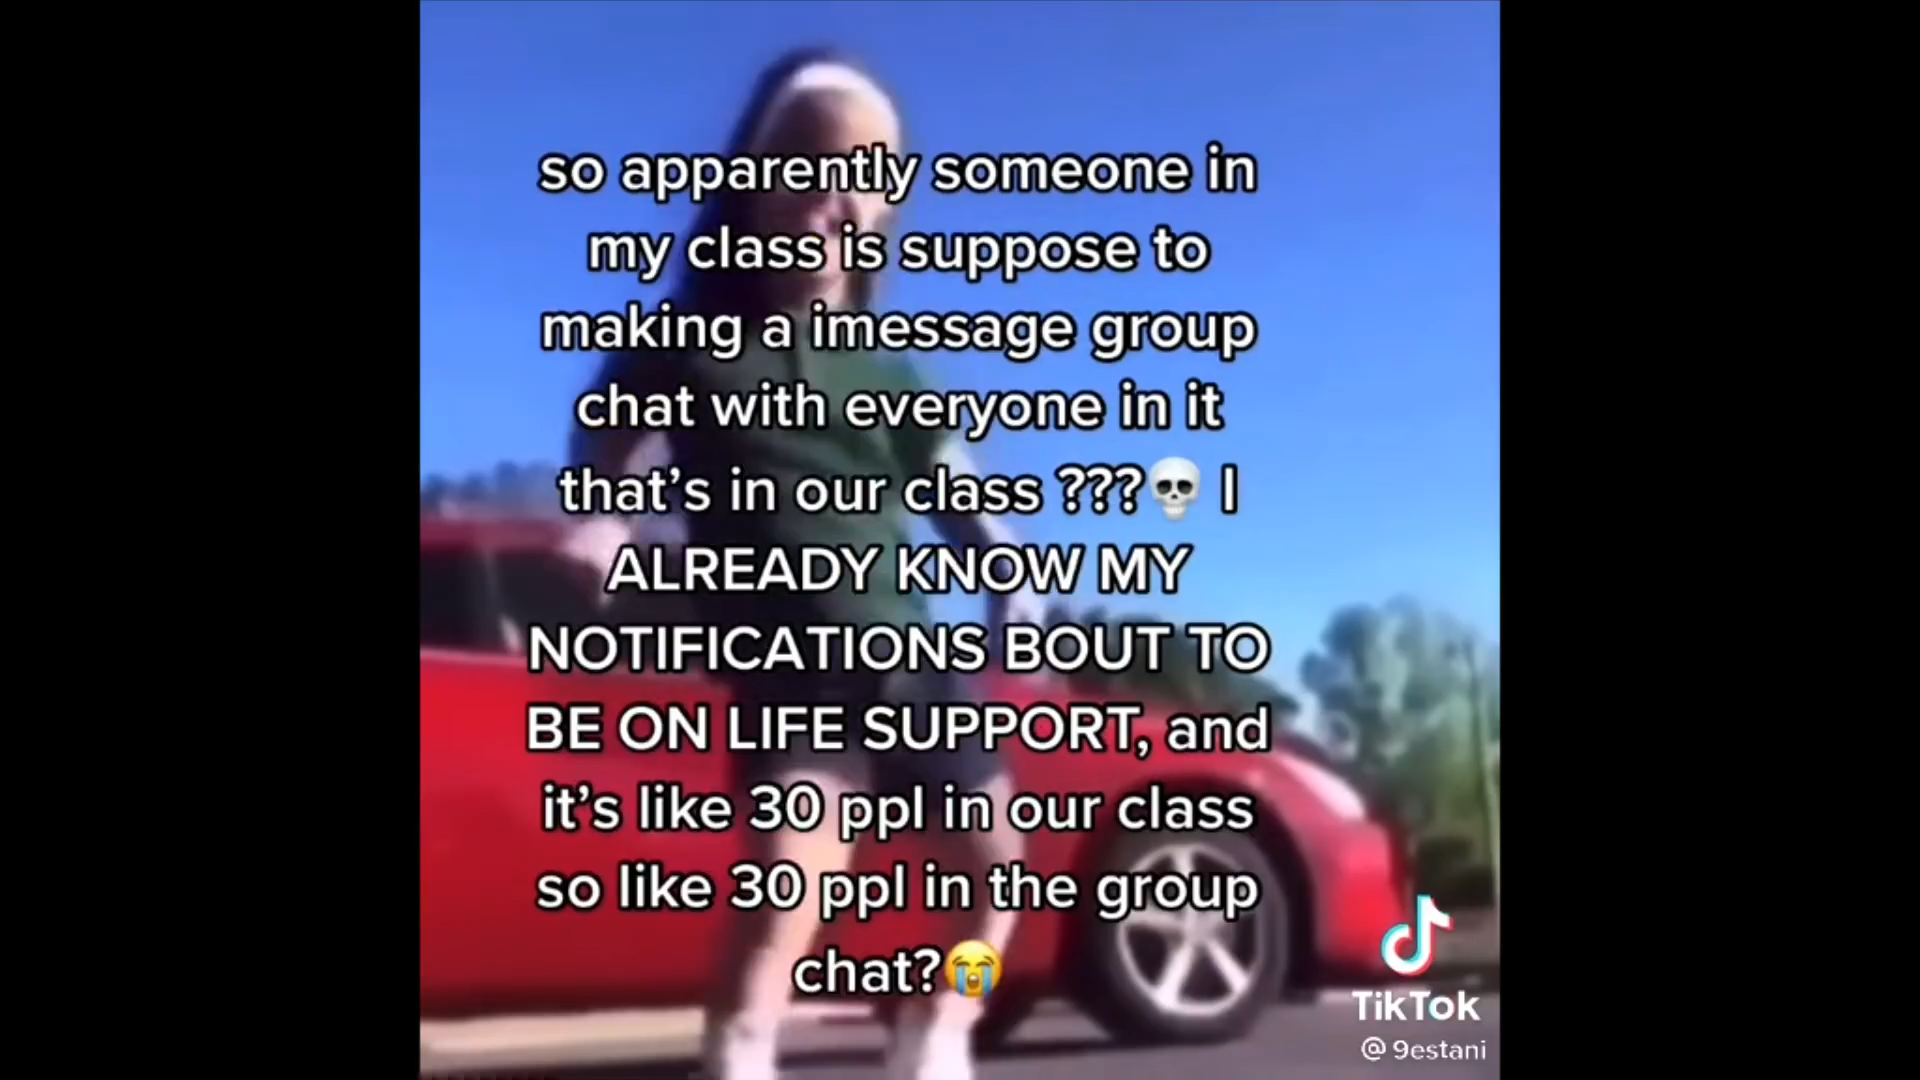 so apparently someone in
my class is suppose to
making a imessage group
chat with everyone in it
that's in our class ???💀 I
ALREADY KNOW MY
NOTIFICATIONS BOUT TO
BE ON LIFE SUPPORT, and
it's like 30 ppl in our class
so like 30 ppl in the group
chat?😭
TikTok
@9estani